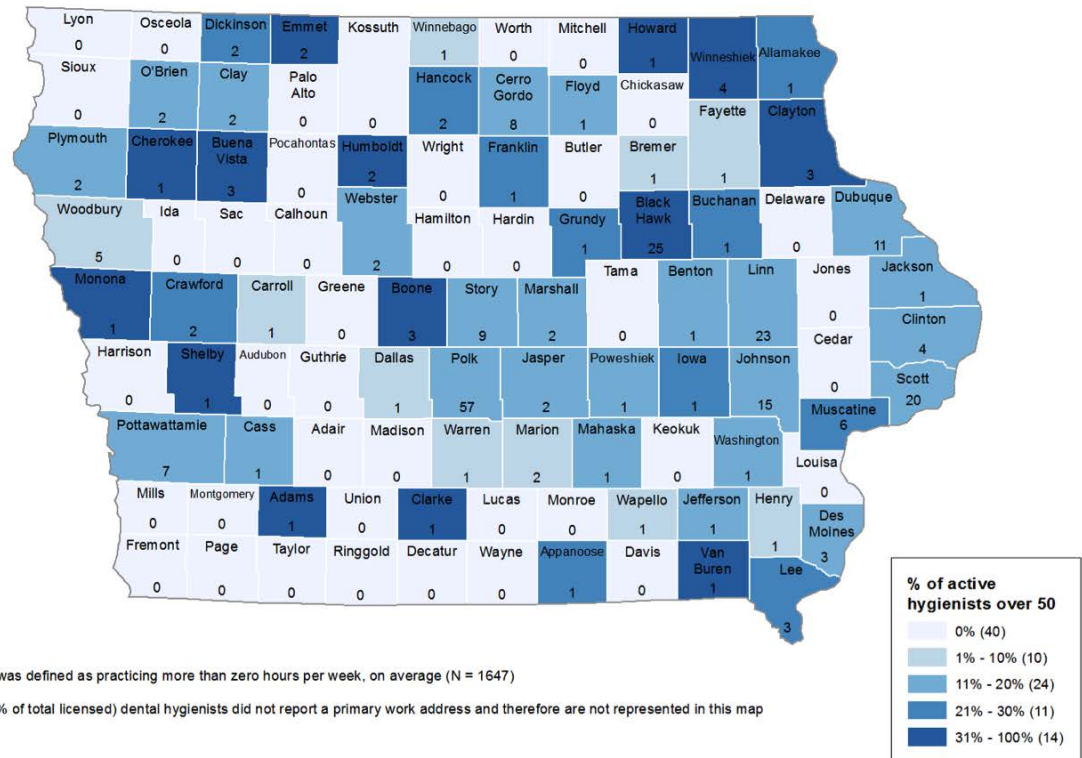 Lyon
0
Osceola
0
Dickinson
2
Emmet
2
Kossuth
0
Winnebago
1
Worth
0
Mitchell
0
Howard
1
Winneshiek
4
Allamakee
1
Sioux
0
O'Brien
2
Clay
2
Palo
Alto
0
Hancock
2
Cerro
Gordo
8
Floyd
1
Chickasaw
0
Fayette
1
Clayton
3
Plymouth
2
Cherokee
1
Buena
Vista
3
Pocahontas
0
Humboldt
2
Wright
0
Franklin
1
Butler
0
Bremer
1
Woodbury
5
Ida
0
Sac
0
Calhoun
0
Webster
2
Hamilton
0
Hardin
0
Grundy
1
Black
Hawk
25
Buchanan
1
Delaware
0
Dubuque
11
Monona
1
Crawford
2
Carroll
1
Greene
0
Boone
3
Story
9
Marshall
2
Tama
0
Benton
1
Linn
23
Jones
0
Jackson
1
Clinton
4
Harrison
0
Shelby
1
Audubon
0
Guthrie
0
Dallas
1
Polk
57
Jasper
2
Poweshiek
1
Iowa
1
Johnson
15
Cedar
0
Scott
20
Muscatine
6
Pottawattamie
7
Cass
1
Adair
0
Madison
0
Warren
1
Marion
2
Mahaska
1
Keokuk
0
Washington
1
Louisa
0
Mills
0
Montgomery
0
Adams
1
Union
0
Clarke
1
Lucas
0
Monroe
0
Wapello
1
Jefferson
1
Henry
1
Des
Moines
3
Fremont
0
Page
0
Taylor
0
Ringgold
0
Decatur
0
Wayne
0
Appanoose
1
Davis
0
Van
Buren
1
Lee
3
% of active
hygienists over 50
0% (40)
1% - 10% (10)
11% - 20% (24)
21% - 30% (11)
31% - 100% (14)
was defined as practicing more than zero hours per week, on average (N = 1647)
% of total licensed) dental hygienists did not report a primary work address and therefore are not represented in this map